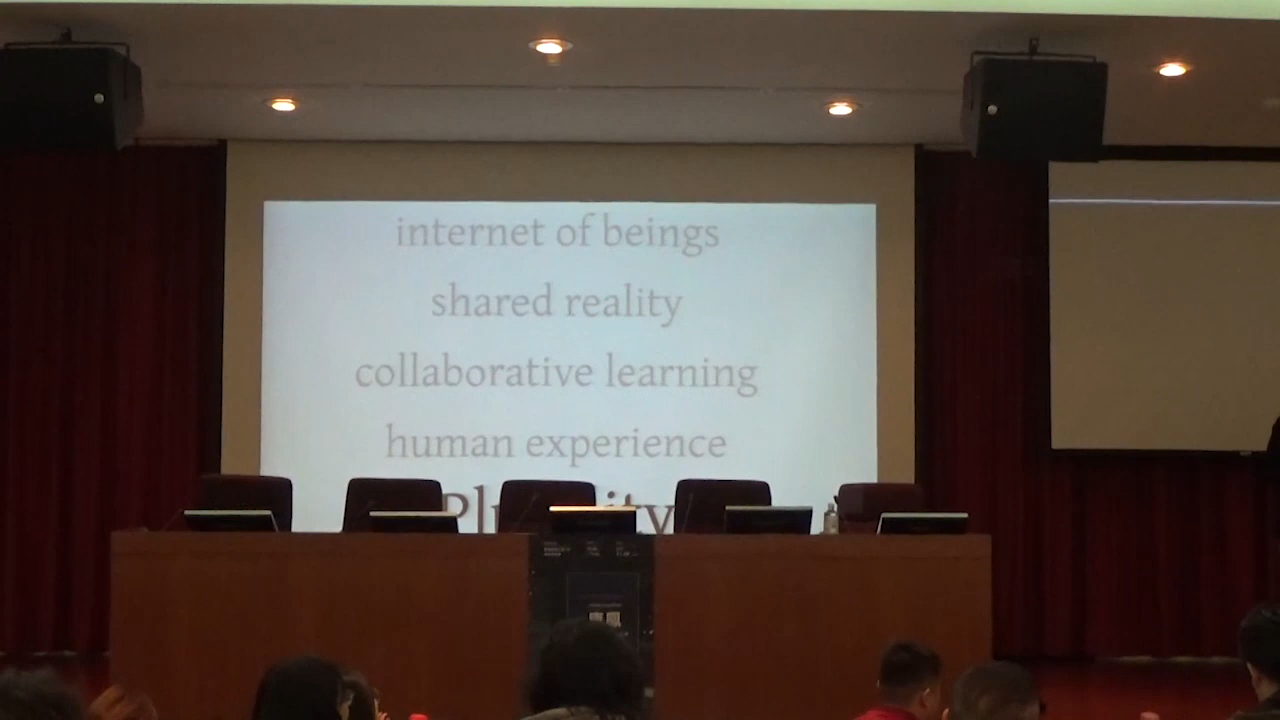 internet of beings
shared reality
collaborative learning
human experience